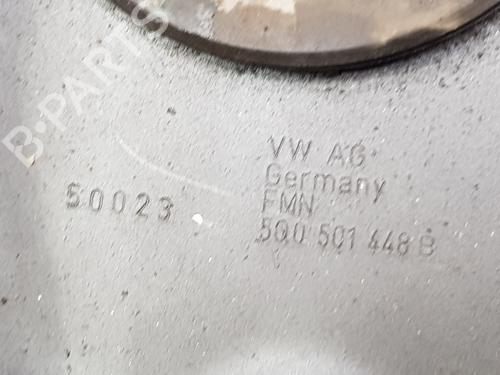 B-PARTS
VW AG
Germany
FMN
5Q0 501 448 B
50023